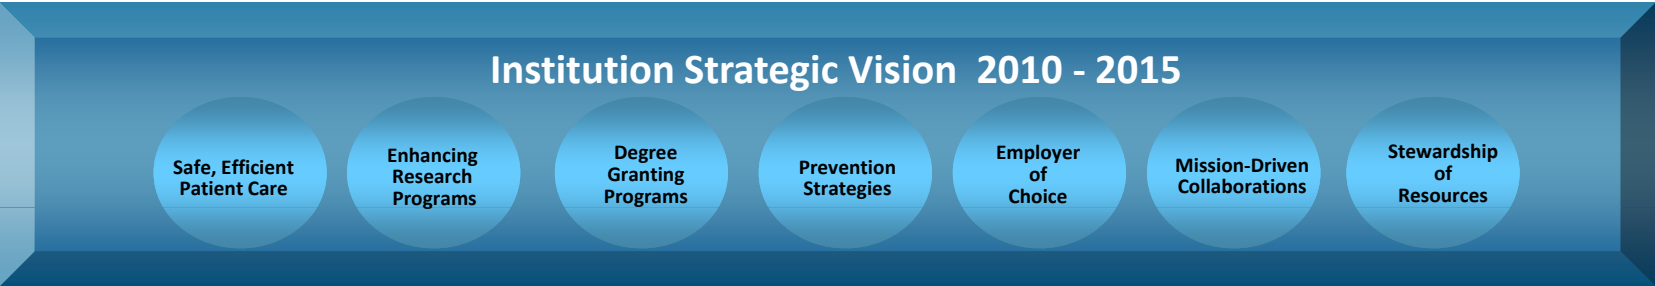 Institution Strategic Vision  2010 - 2015
Safe, Efficient
Patient Care
Enhancing
Research
Programs
Degree
Granting
Programs
Prevention
Strategies
Employer
of
Choice
Mission-Driven
Collaborations
Stewardship
of
Resources